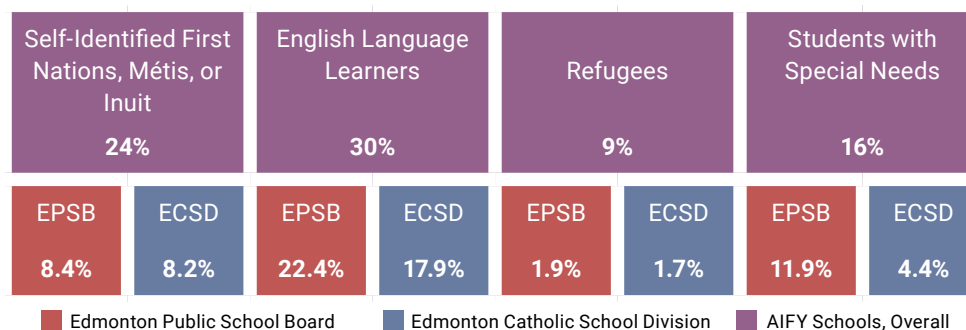 Self-Identified First
Nations, Métis, or
Inuit
24%
English Language
Learners
30%
Refugees
9%
Students with
Special Needs
16%
EPSB
8.4%
ECSD
8.2%
EPSB
22.4%
ECSD
17.9%
EPSB
1.9%
ECSD
1.7%
EPSB
11.9%
ECSD
4.4%
Edmonton Public School Board
Edmonton Catholic School Division
AIFY Schools, Overall